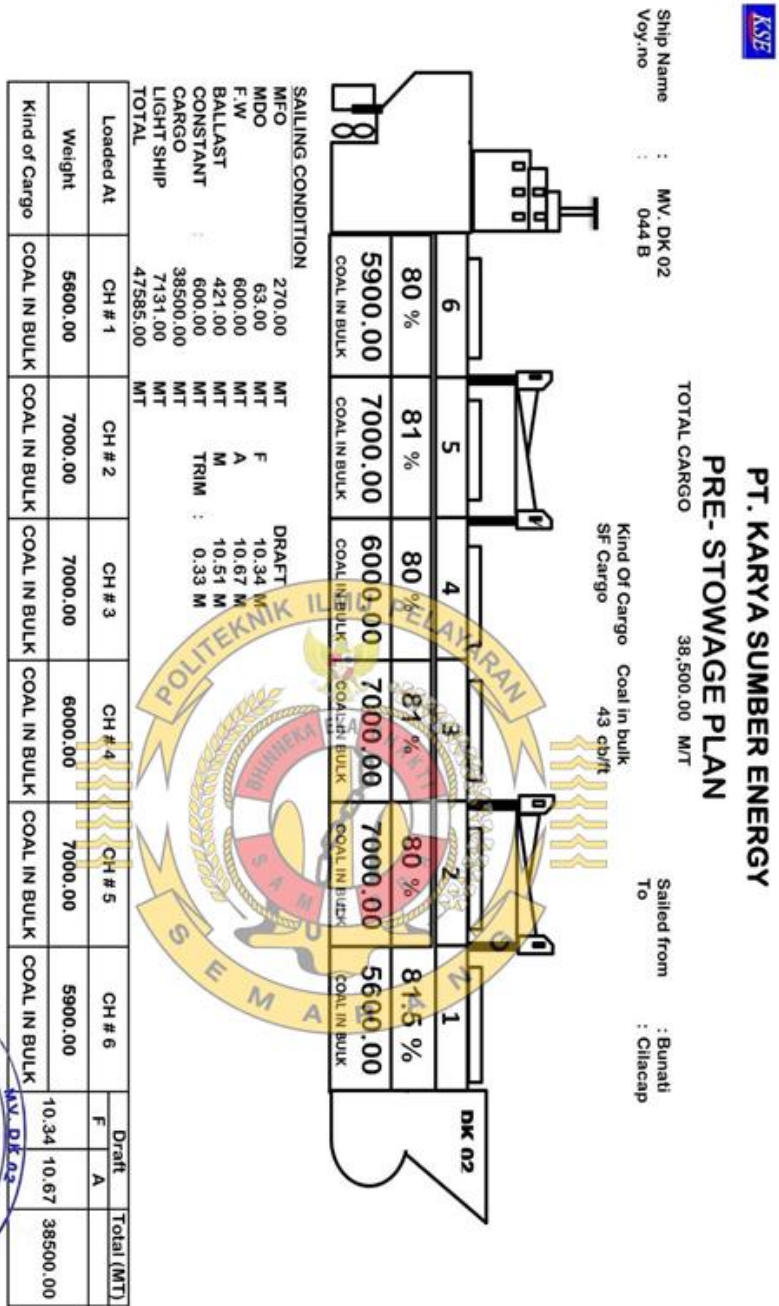 KSE
PT. KARYA SUMBER ENERGY
PRE- STOWAGE PLAN
Ship Name : MV. DK 02
Voy.no : 044 B
TOTAL CARGO 38,500.00 M/T
Sailed from : Bunati
To : Cilacap
Kind Of Cargo Coal in bulk
SF Cargo 43 cb/ft
DK 02
6 5 4 3 2 1
80 % 81 % 80 % 81 % 80 % 81.5 %
5900.00 7000.00 6000.00 7000.00 7000.00 5600.00
COAL IN BULK COAL IN BULK COAL IN BULK COAL IN BULK COAL IN BULK COAL IN BULK
SAILING CONDITION
DRAFT
MFO 270.00 MT F 10.34 M
MDO 63.00 MT A 10.67 M
F.W 600.00 MT M 10.51 M
BALLAST 421.00 MT TRIM : 0.33 M
CONSTANT : 600.00 MT
CARGO 38500.00 MT
LIGHT SHIP 7131.00 MT
TOTAL 47585.00 MT
Loaded At CH # 1 CH # 2 CH # 3 CH # 4 CH # 5 CH # 6 Draft Total (MT)
F A
Weight 5600.00 7000.00 7000.00 6000.00 7000.00 5900.00 10.34 10.67 38500.00
Kind of Cargo COAL IN BULK COAL IN BULK COAL IN BULK COAL IN BULK COAL IN BULK COAL IN BULK
POLITEKNIK ILMU PELAYARAN
BHINNEKA BHAKTI
SAMUDRA
SEMARANG
MV. DK 02